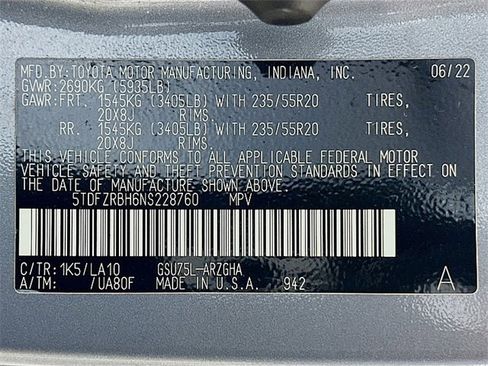 MFD.BY: TOYOTA MOTOR MANUFACTURING, INDIANA, INC. 06/22
GVWR: 2690KG (5935LB)
GAWR: FRT. 1545KG (3405LB) WITH 235/55R20 TIRES,
20X8J RIMS.
RR. 1545KG (3405LB) WITH 235/55R20 TIRES,
20X8J RIMS.
THIS VEHICLE CONFORMS TO ALL APPLICABLE FEDERAL MOTOR
VEHICLE SAFETY AND THEFT PREVENTION STANDARDS IN EFFECT
ON THE DATE OF MANUFACTURE SHOWN ABOVE.
5TDFZRBH6NS228760 MPV
C/TR: 1K5/LA10 GSU75L-ARZGHA
A/TM: /UA80F MADE IN U.S.A. 942 A